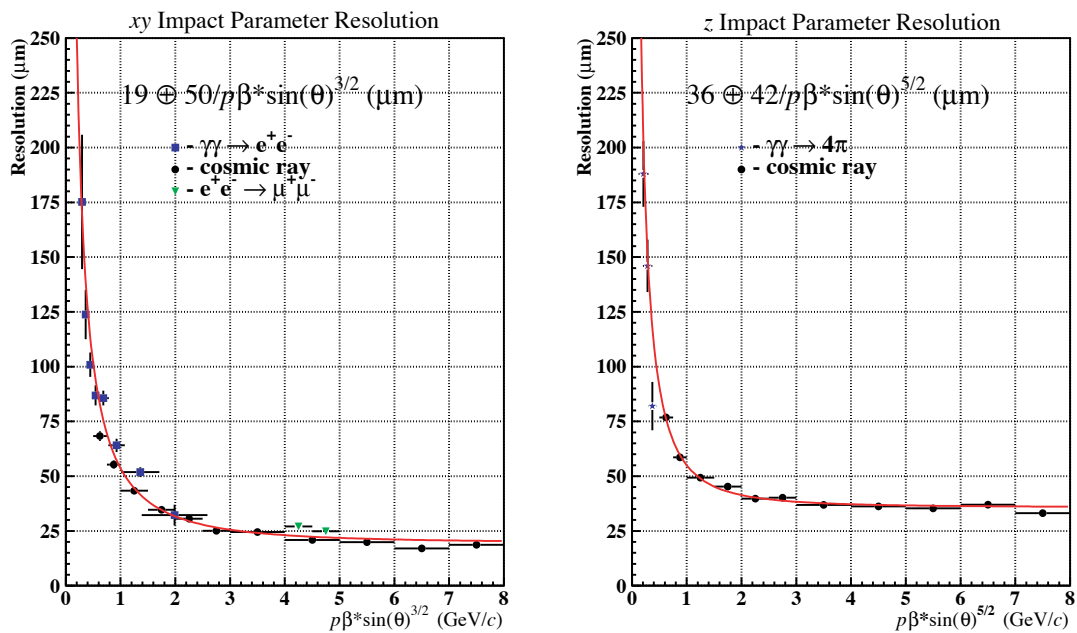 xy Impact Parameter Resolution
Resolution (μm)
250
225
200
175
150
125
100
75
50
25
0
19 ⊕ 50/pβ*sin(θ)^3/2 (μm)
- γγ → e⁺e⁻
- cosmic ray
- e⁺e⁻ → μ⁺μ⁻
0 1 2 3 4 5 6 7 8
pβ*sin(θ)^3/2 (GeV/c)
z Impact Parameter Resolution
Resolution (μm)
250
225
200
175
150
125
100
75
50
25
0
36 ⊕ 42/pβ*sin(θ)^5/2 (μm)
- γγ → 4π
- cosmic ray
0 1 2 3 4 5 6 7 8
pβ*sin(θ)^5/2 (GeV/c)